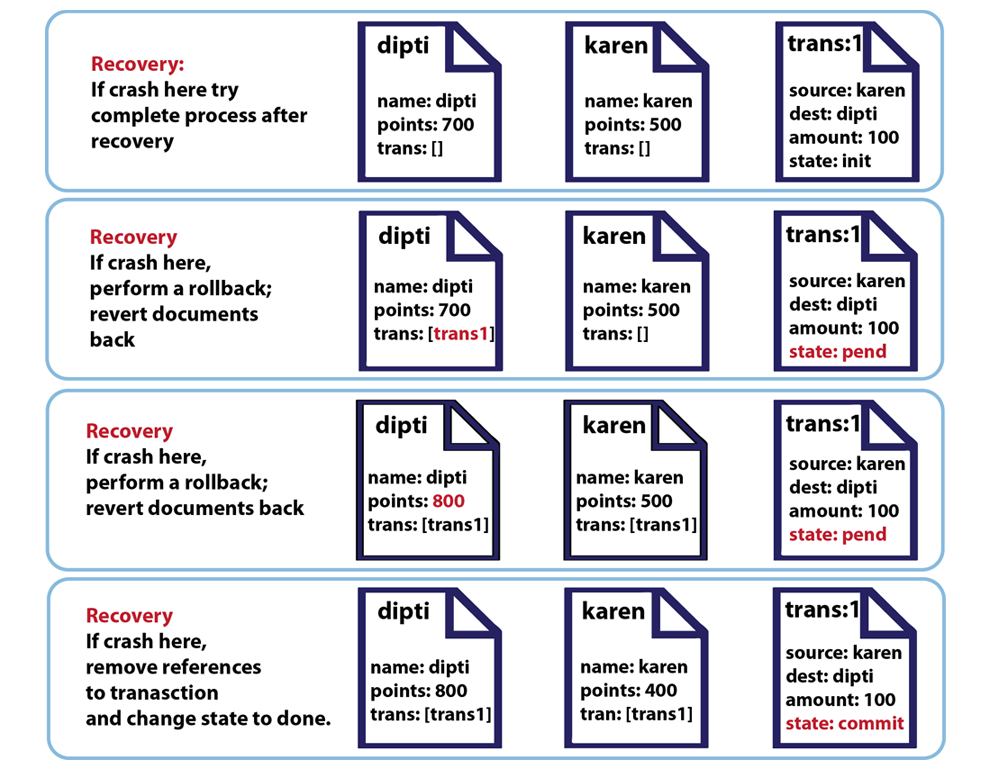 Recovery:
If crash here try
complete process after
recovery
dipti
name: dipti
points: 700
trans: []
karen
name: karen
points: 500
trans: []
trans:1
source: karen
dest: dipti
amount: 100
state: init
Recovery
If crash here,
perform a rollback;
revert documents
back
dipti
name: dipti
points: 700
trans: [trans1]
karen
name: karen
points: 500
trans: []
trans:1
source: karen
dest: dipti
amount: 100
state: pend
Recovery
If crash here,
perform a rollback;
revert documents back
dipti
name: dipti
points: 800
trans: [trans1]
karen
name: karen
points: 500
trans: [trans1]
trans:1
source: karen
dest: dipti
amount: 100
state: pend
Recovery
If crash here,
remove references
to tranasction
and change state to done.
dipti
name: dipti
points: 800
trans: [trans1]
karen
name: karen
points: 400
tran: [trans1]
trans:1
source: karen
dest: dipti
amount: 100
state: commit